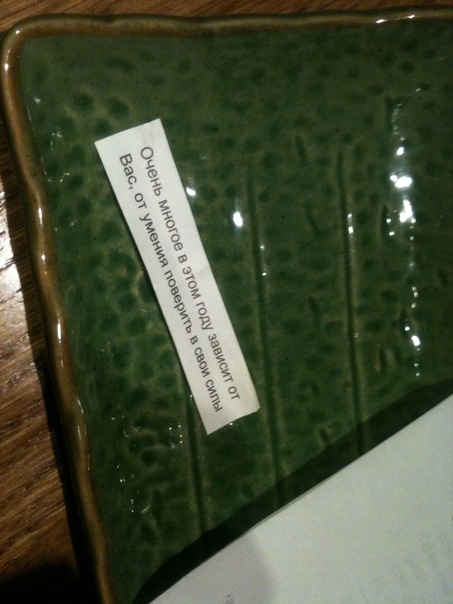 Очень многое в этом году зависит от
Вас, от умения поверить в свои силы